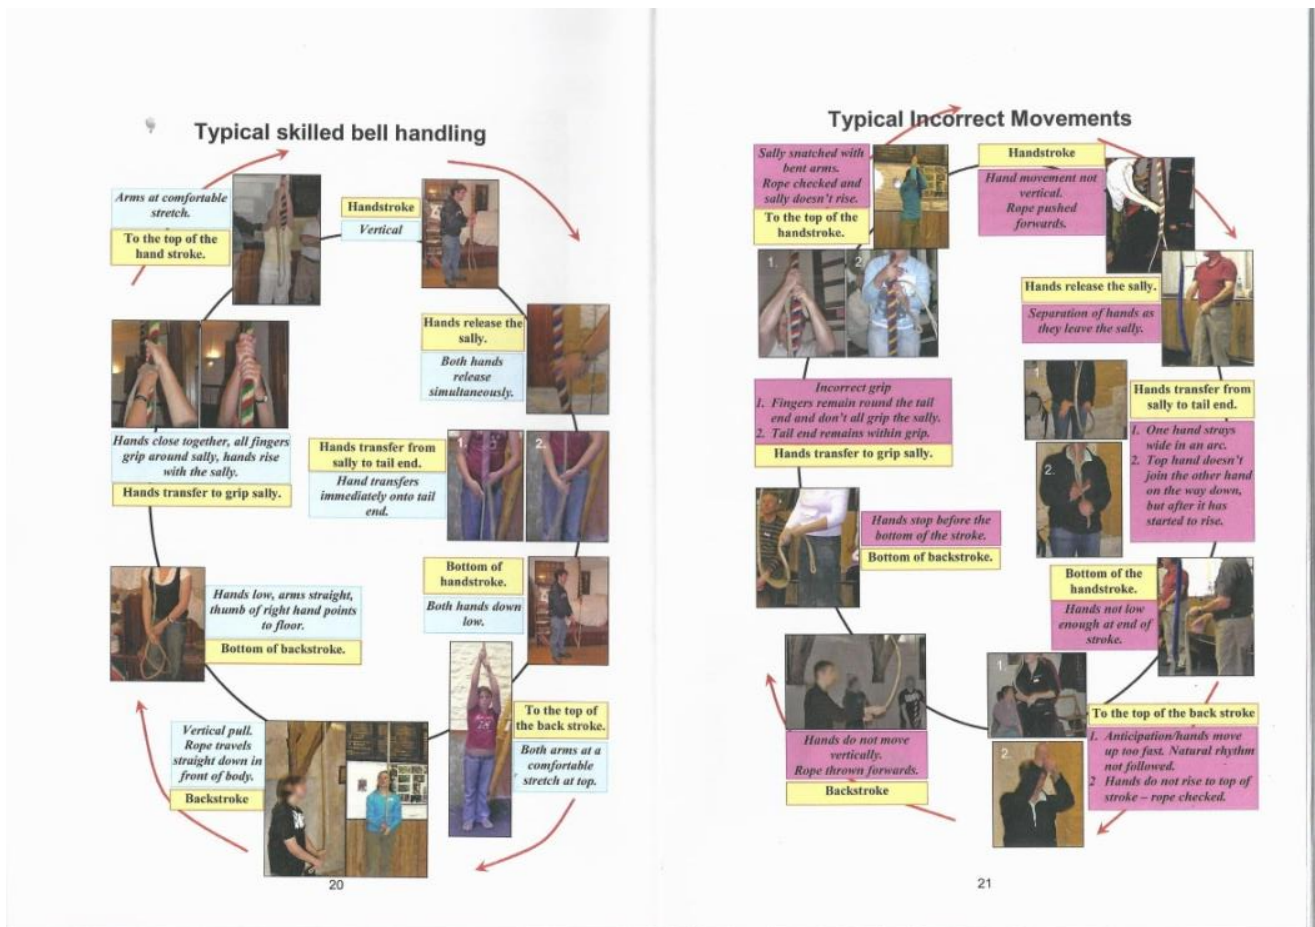 Typical skilled bell handling
Arms at comfortable
stretch.
To the top of the
hand stroke.
Handstroke
Vertical
Hands release the
sally.
Both hands
release
simultaneously.
Hands transfer from
sally to tail end.
Hand transfers
immediately onto tail
end.
1.
2.
Bottom of
handstroke.
Both hands down
low.
To the top of
the back stroke.
Both arms at a
comfortable
stretch at top.
Vertical pull.
Rope travels
straight down in
front of body.
Backstroke
Hands low, arms straight,
thumb of right hand points
to floor.
Bottom of backstroke.
Hands close together, all fingers
grip around sally, hands rise
with the sally.
Hands transfer to grip sally.
20
Typical Incorrect Movements
Sally snatched with
bent arms.
Rope checked and
sally doesn't rise.
To the top of the
handstroke.
Handstroke
Hand movement not
vertical.
Rope pushed
forwards.
Hands release the sally.
Separation of hands as
they leave the sally.
1.
2.
Hands transfer from
sally to tail end.
1. One hand strays
wide in an arc.
2. Top hand doesn't
join the other hand
on the way down,
but after it has
started to rise.
Bottom of the
handstroke.
Hands not low
enough at end of
stroke.
1.
2.
To the top of the back stroke
1. Anticipation/hands move
up too fast. Natural rhythm
not followed.
2 Hands do not rise to top of
stroke – rope checked.
Hands do not move
vertically.
Rope thrown forwards.
Backstroke
Hands stop before the
bottom of the stroke.
Bottom of backstroke.
1.
2.
Incorrect grip
1. Fingers remain round the tail
end and don't all grip the sally.
2. Tail end remains within grip.
Hands transfer to grip sally.
21